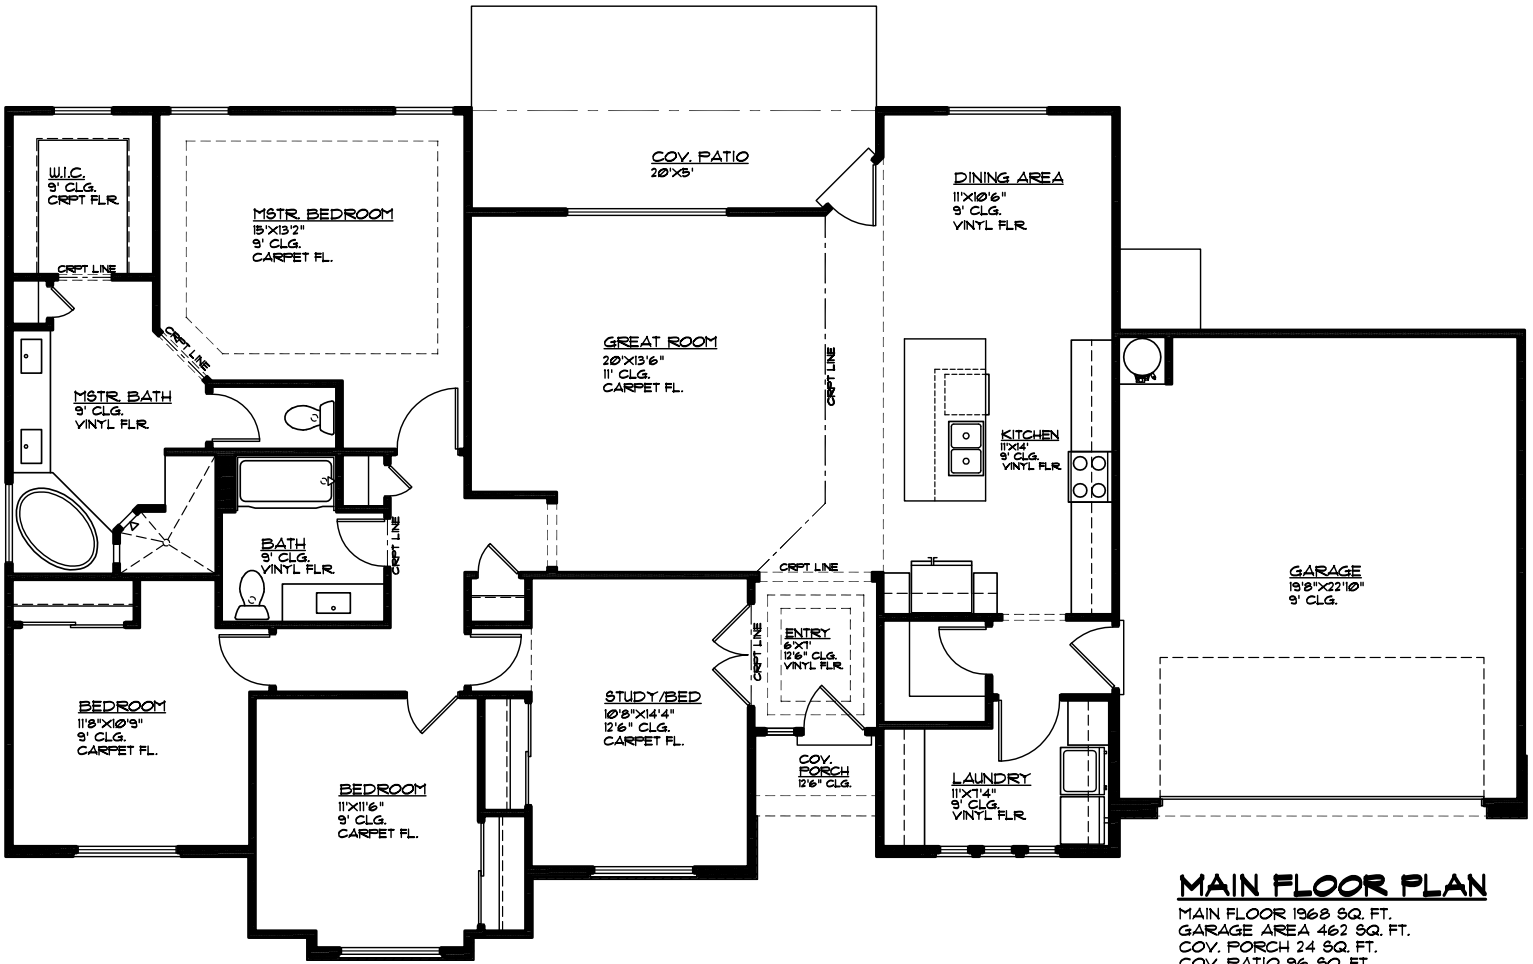 COV. PATIO
20'X5'
W.I.C.
9' CLG.
CRPT FLR.
MSTR. BEDROOM
15'X13'2"
9' CLG.
CARPET FL.
DINING AREA
11'X10'6"
9' CLG.
VINYL FLR.
CRPT LINE
CRPT LINE
MSTR. BATH
9' CLG.
VINYL FLR.
GREAT ROOM
20'X13'6"
11' CLG.
CARPET FL.
CRPT LINE
KITCHEN
11'X14'
9' CLG.
VINYL FLR.
BATH
9' CLG.
VINYL FLR.
CRPT LINE
CRPT LINE
GARAGE
19'8"X22'10"
9' CLG.
ENTRY
6'X7'
12'6" CLG.
VINYL FLR.
CRPT LINE
BEDROOM
11'8"X10'9"
9' CLG.
CARPET FL.
STUDY/BED
10'8"X14'4"
12'6" CLG.
CARPET FL.
BEDROOM
11'X11'6"
9' CLG.
CARPET FL.
COV.
PORCH
12'6" CLG.
LAUNDRY
11'X7'4"
9' CLG.
VINYL FLR.
MAIN FLOOR PLAN
MAIN FLOOR 1968 SQ. FT.
GARAGE AREA 462 SQ. FT.
COV. PORCH 24 SQ. FT.
COV. PATIO 96 SQ. FT.